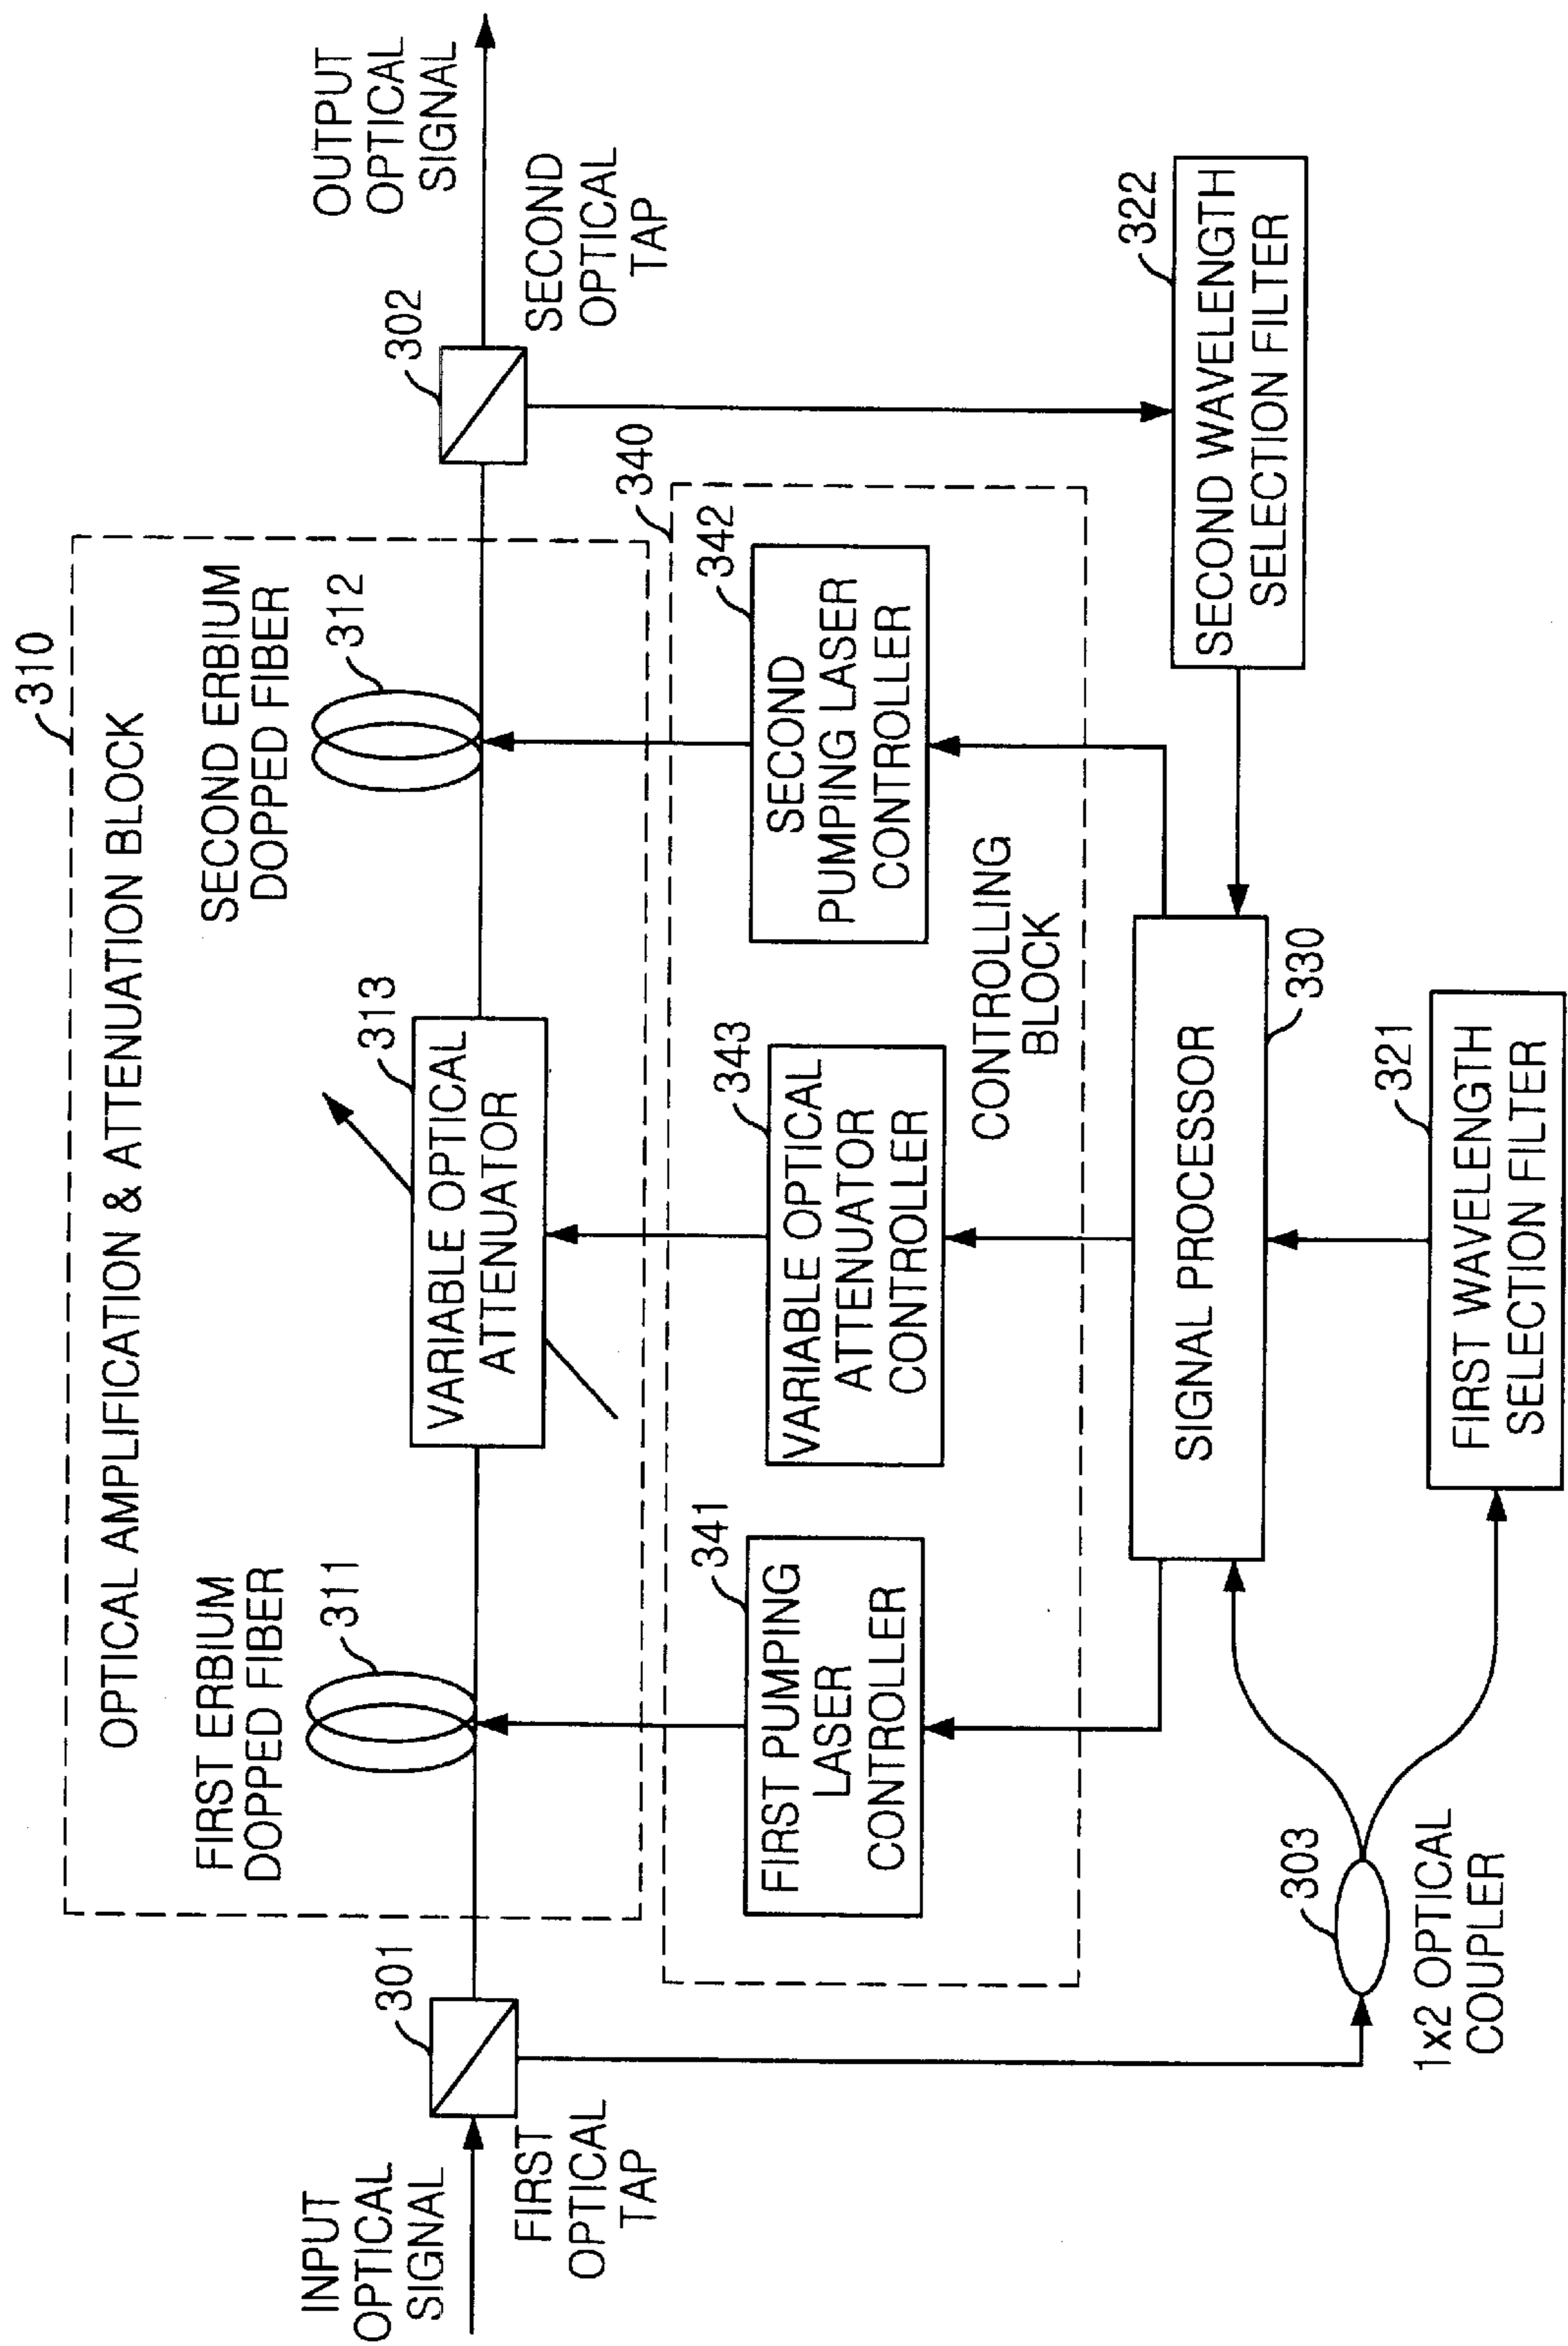 310
OPTICAL AMPLIFICATION & ATTENUATION BLOCK
FIRST ERBIUM
DOPPED FIBER
311
SECOND ERBIUM
DOPPED FIBER
312
313
VARIABLE OPTICAL
ATTENUATOR
INPUT
OPTICAL
SIGNAL
301
FIRST
OPTICAL
TAP
302
OUTPUT
OPTICAL
SIGNAL
SECOND
OPTICAL
TAP
340
341
FIRST PUMPING
LASER
CONTROLLER
343
VARIABLE OPTICAL
ATTENUATOR
CONTROLLER
342
SECOND
PUMPING LASER
CONTROLLER
CONTROLLING
BLOCK
SIGNAL PROCESSOR
330
322
SECOND WAVELENGTH
SELECTION FILTER
303
1x2 OPTICAL
COUPLER
321
FIRST WAVELENGTH
SELECTION FILTER